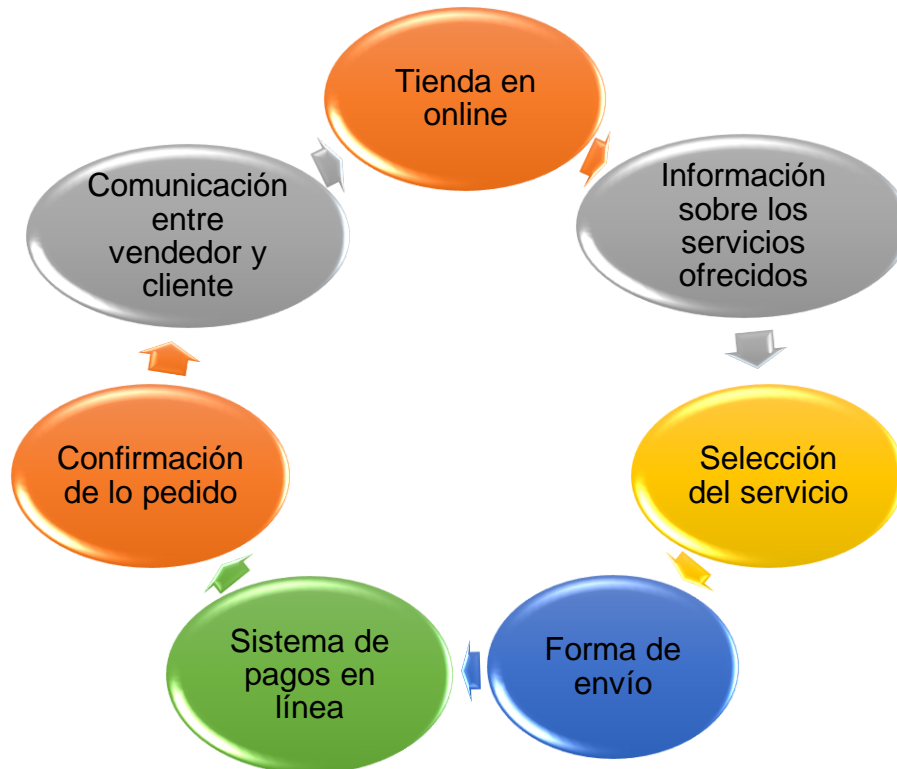 Tienda en
online
Información
sobre los
servicios
ofrecidos
Selección
del servicio
Forma de
envío
Sistema de
pagos en
línea
Confirmación
de lo pedido
Comunicación
entre
vendedor y
cliente